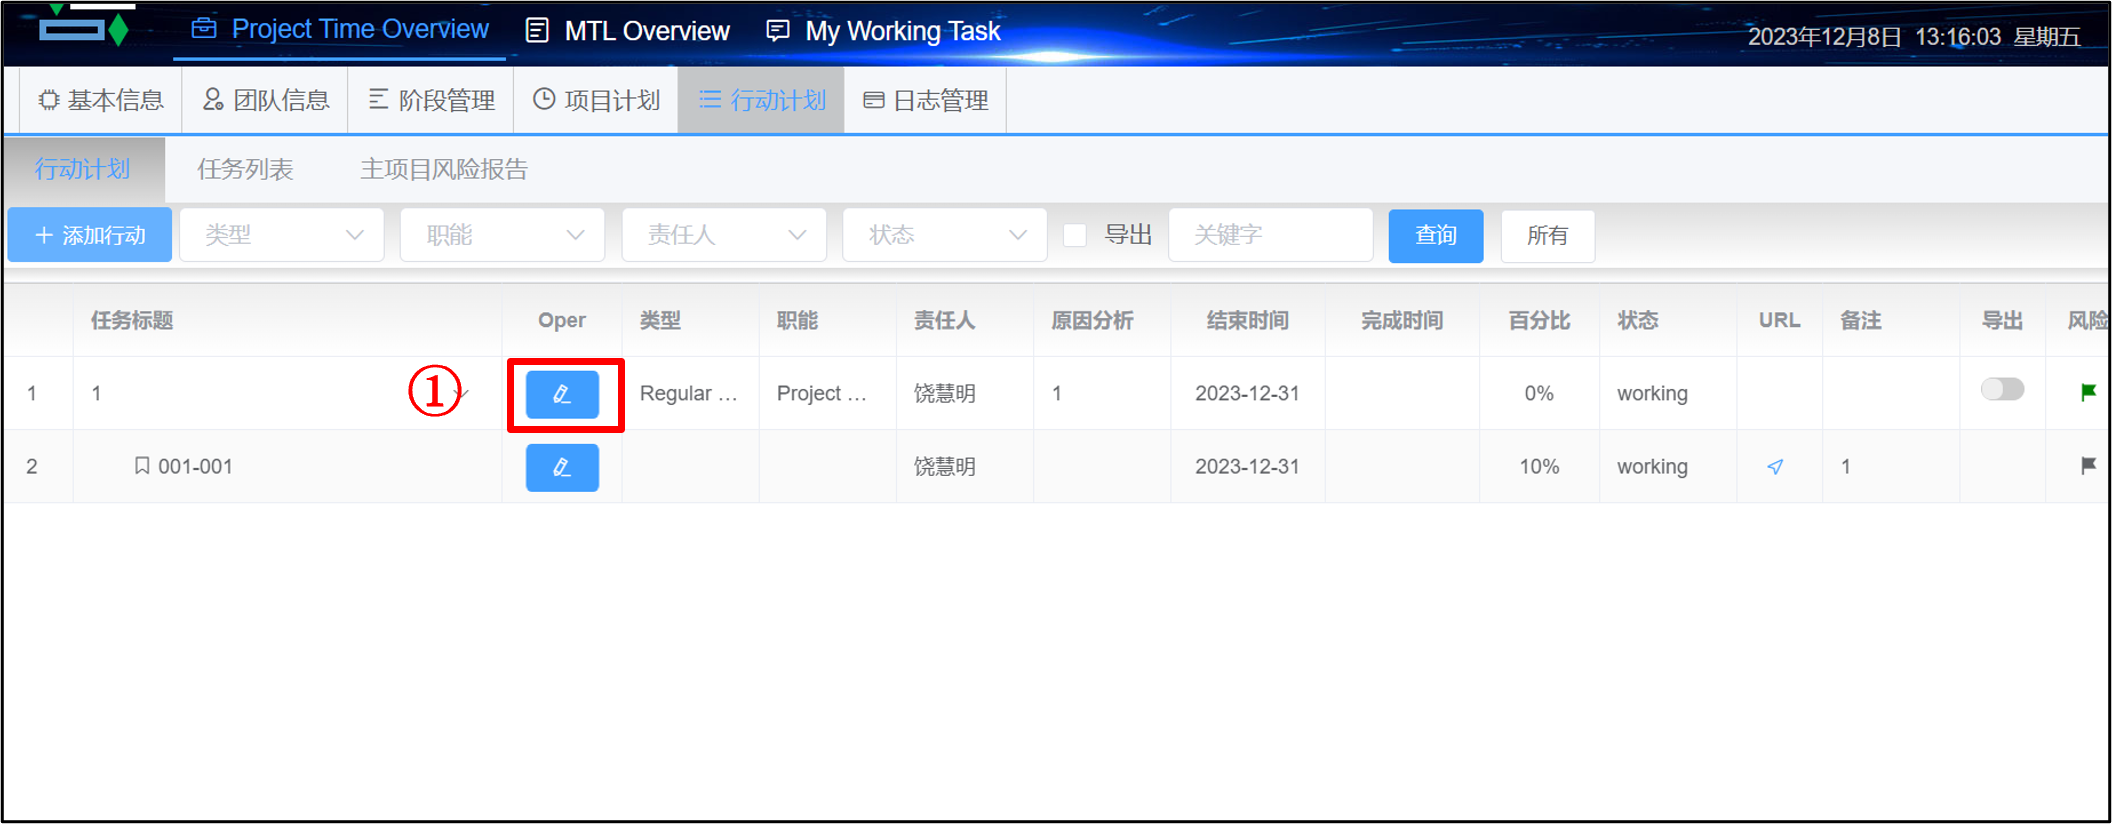 Project Time Overview MTL Overview My Working Task 2023年12月8日 13:16:03 星期五
基本信息 团队信息 阶段管理 项目计划 行动计划 日志管理
行动计划 任务列表 主项目风险报告
+ 添加行动 类型 职能 责任人 状态 导出 关键字 查询 所有
任务标题 Oper 类型 职能 责任人 原因分析 结束时间 完成时间 百分比 状态 URL 备注 导出 风险
1 1 ① Regular ... Project ... 饶慧明 1 2023-12-31 0% working
2 001-001 饶慧明 2023-12-31 10% working 1